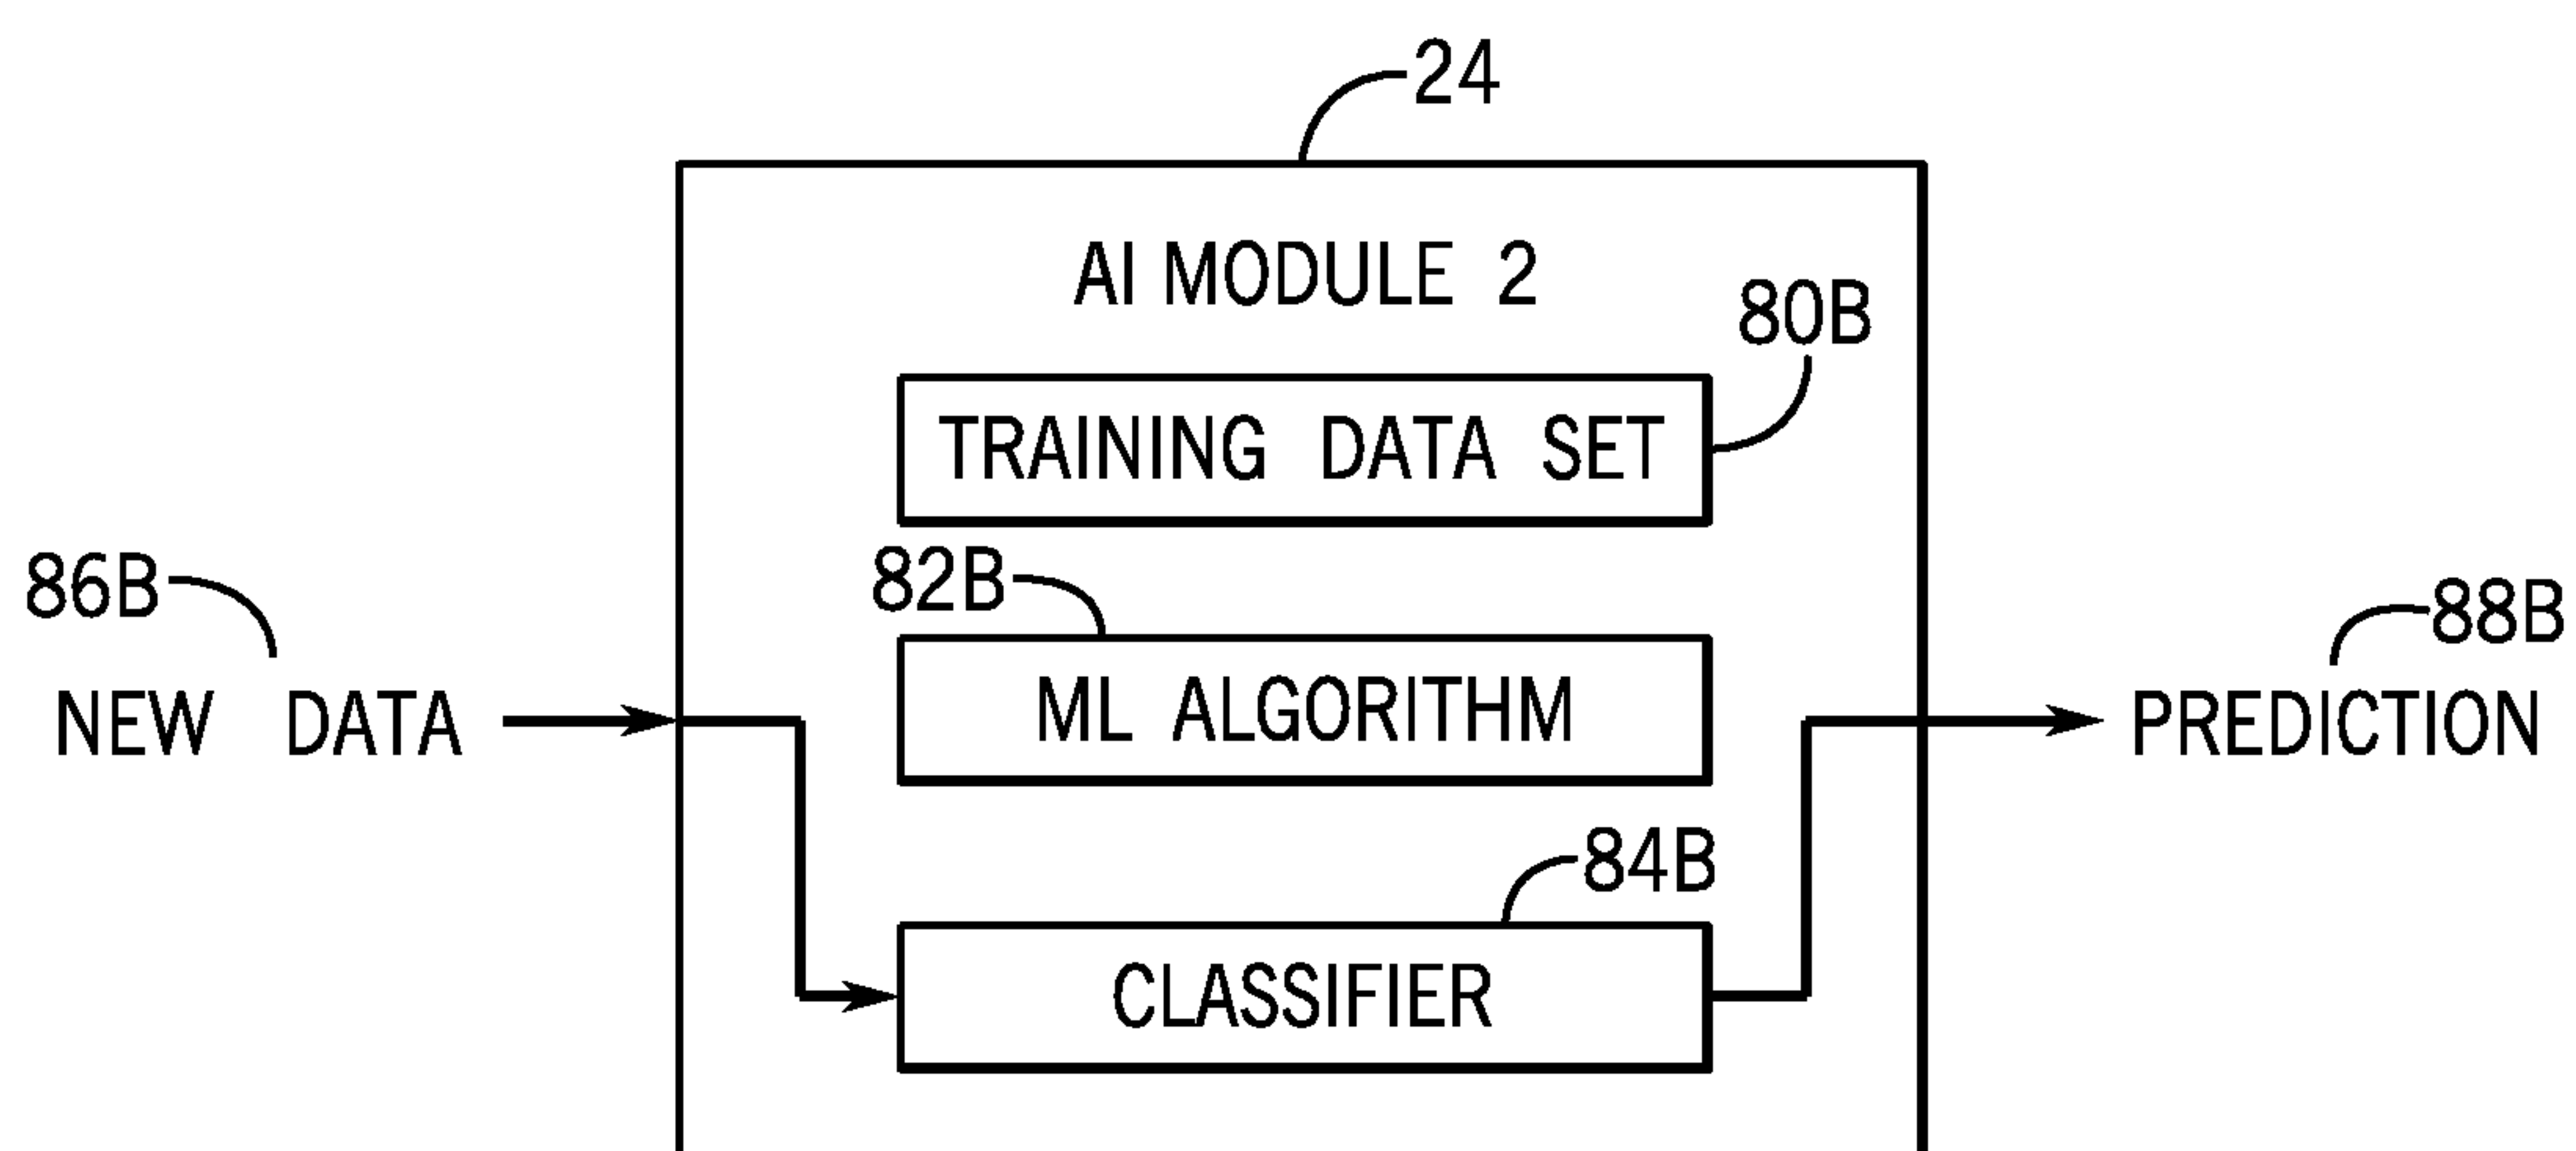 24
AI MODULE 2
80B
TRAINING DATA SET
86B
82B
88B
NEW DATA
ML ALGORITHM
PREDICTION
84B
CLASSIFIER